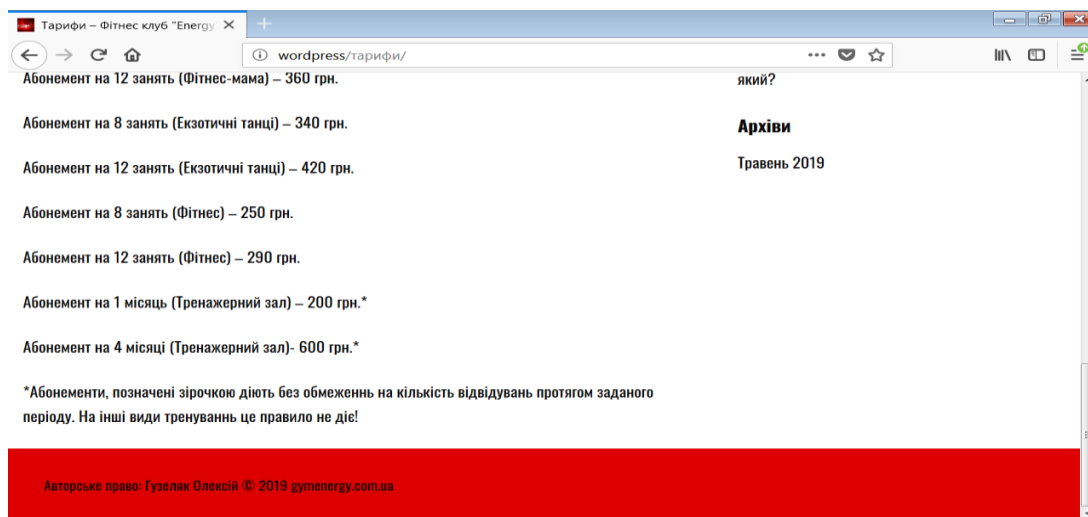 Тарифи – Фітнес клуб "Energy
wordpress/тарифи/
Абонемент на 12 занять (Фітнес-мама) – 360 грн.
Абонемент на 8 занять (Екзотичні танці) – 340 грн.
Абонемент на 12 занять (Екзотичні танці) – 420 грн.
Абонемент на 8 занять (Фітнес) – 250 грн.
Абонемент на 12 занять (Фітнес) – 290 грн.
Абонемент на 1 місяць (Тренажерний зал) – 200 грн.*
Абонемент на 4 місяці (Тренажерний зал)- 600 грн.*
*Абонементи, позначені зірочкою діють без обмеженнь на кількість відвідувань протягом заданого
періоду. На інші види тренуваннь це правило не діє!
який?
Архіви
Травень 2019
Авторське право: Гузеляк Олексій © 2019 gymenergy.com.ua